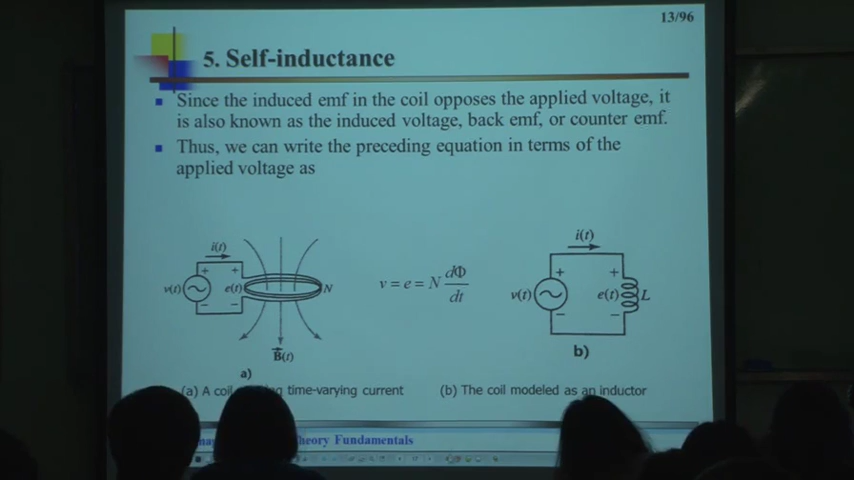 13/96
5. Self-inductance
Since the induced emf in the coil opposes the applied voltage, it
is also known as the induced voltage, back emf, or counter emf.
Thus, we can write the preceding equation in terms of the
applied voltage as
i(t)
v(t)
+
+
e(t)
N
−
−
B(t)
a)
v = e = N dΦ/dt
i(t)
v(t)
+
+
e(t)
L
−
−
b)
(a) A coil time-varying current
(b) The coil modeled as an inductor
Theory Fundamentals